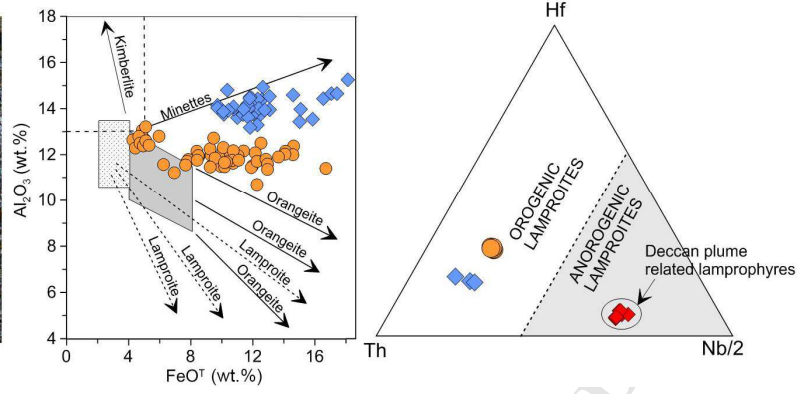 18
16
14
12
10
8
6
4
0
4
8
12
16
Al₂O₃ (wt.%)
FeOᵀ (wt.%)
Kimberlite
Minettes
Orangeite
Orangeite
Lamproite
Orangeite
Lamproite
Lamproite
Hf
OROGENIC
LAMPROITES
ANOROGENIC
LAMPROITES
Deccan plume
related lamprophyres
Th
Nb/2